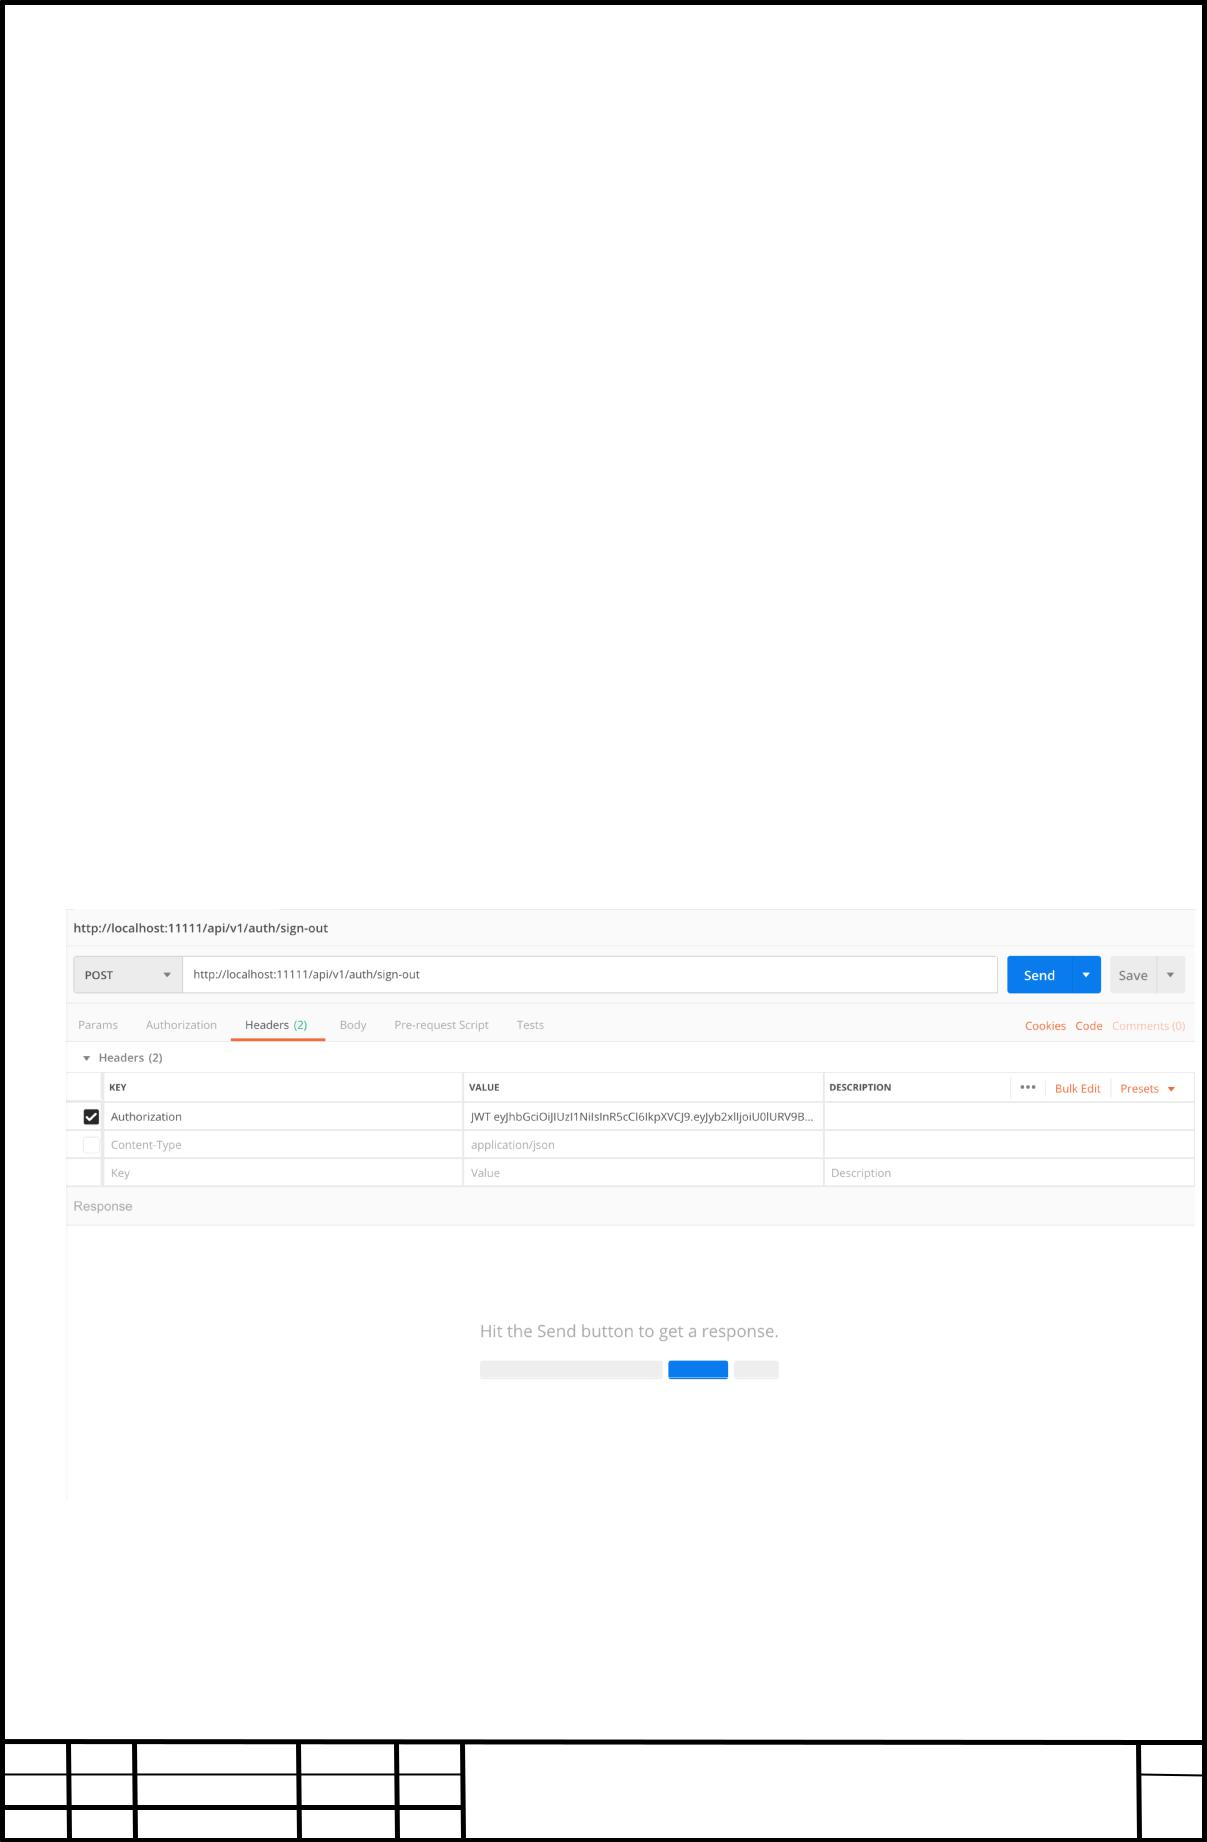 http://localhost:11111/api/v1/auth/sign-out
POST http://localhost:11111/api/v1/auth/sign-out Send Save
Params Authorization Headers (2) Body Pre-request Script Tests Cookies Code Comments (0)
Headers (2)
KEY VALUE DESCRIPTION ••• Bulk Edit Presets
Authorization JWT eyJhbGciOiJIUzI1NiIsInR5cCI6IkpXVCJ9.eyJyb2xlIjoiU0lURV9B...
Content-Type application/json
Key Value Description
Response
Hit the Send button to get a response.